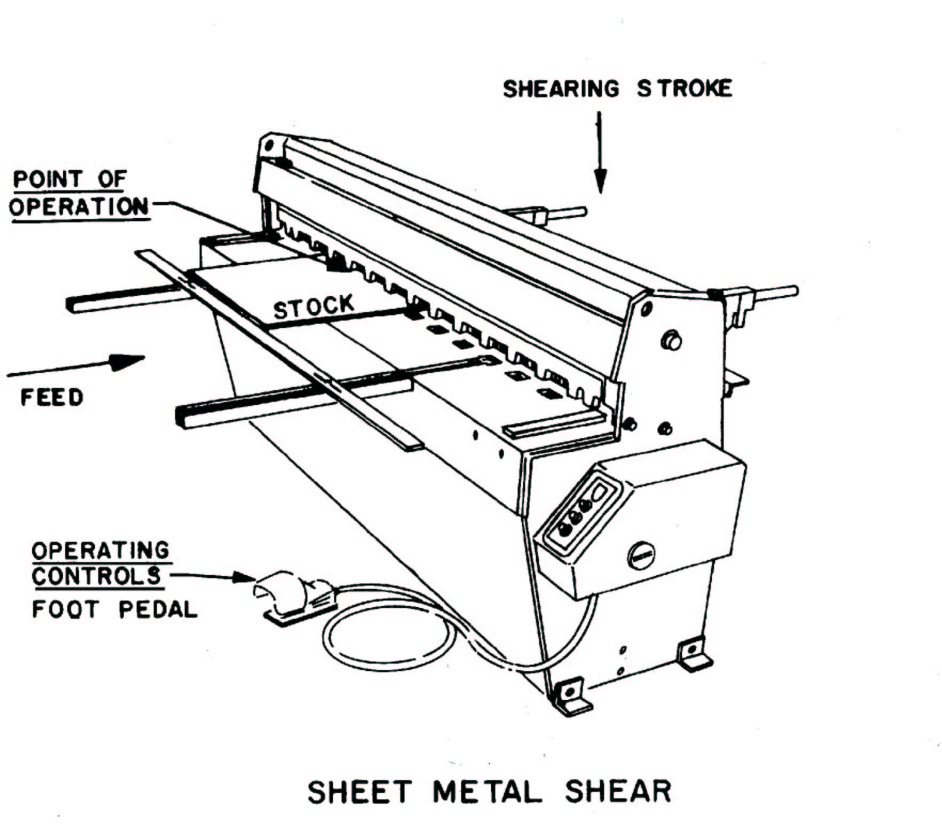 SHEARING STROKE
POINT OF
OPERATION
STOCK
FEED
OPERATING
CONTROLS
FOOT PEDAL
SHEET METAL SHEAR